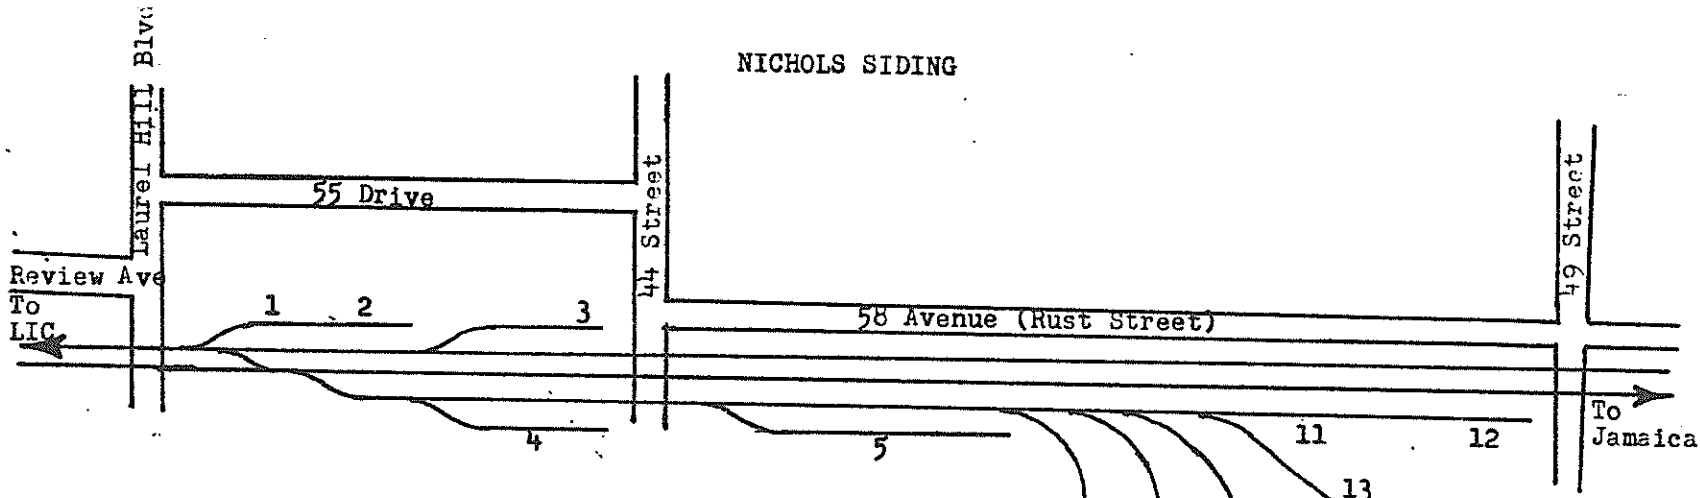 NICHOLS SIDING
Laurel Hill Blvd
55 Drive
44 Street
49 Street
Review Ave
To
LIC
1
2
3
58 Avenue (Rust Street)
4
5
11
12
13
To
Jamaica